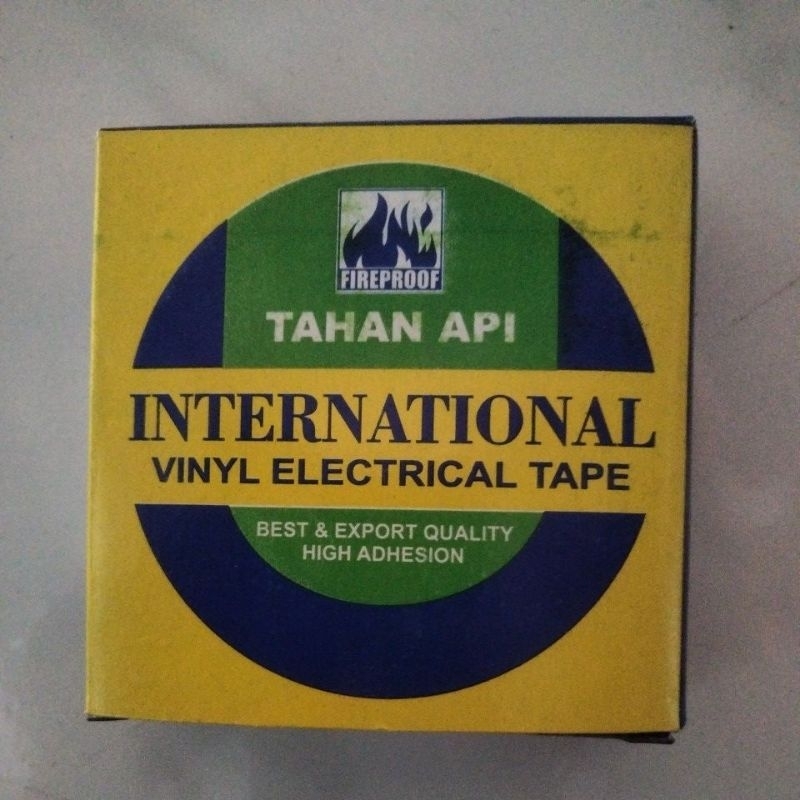 FIREPROOF
TAHAN API
INTERNATIONAL
VINYL ELECTRICAL TAPE
BEST & EXPORT QUALITY
HIGH ADHESION